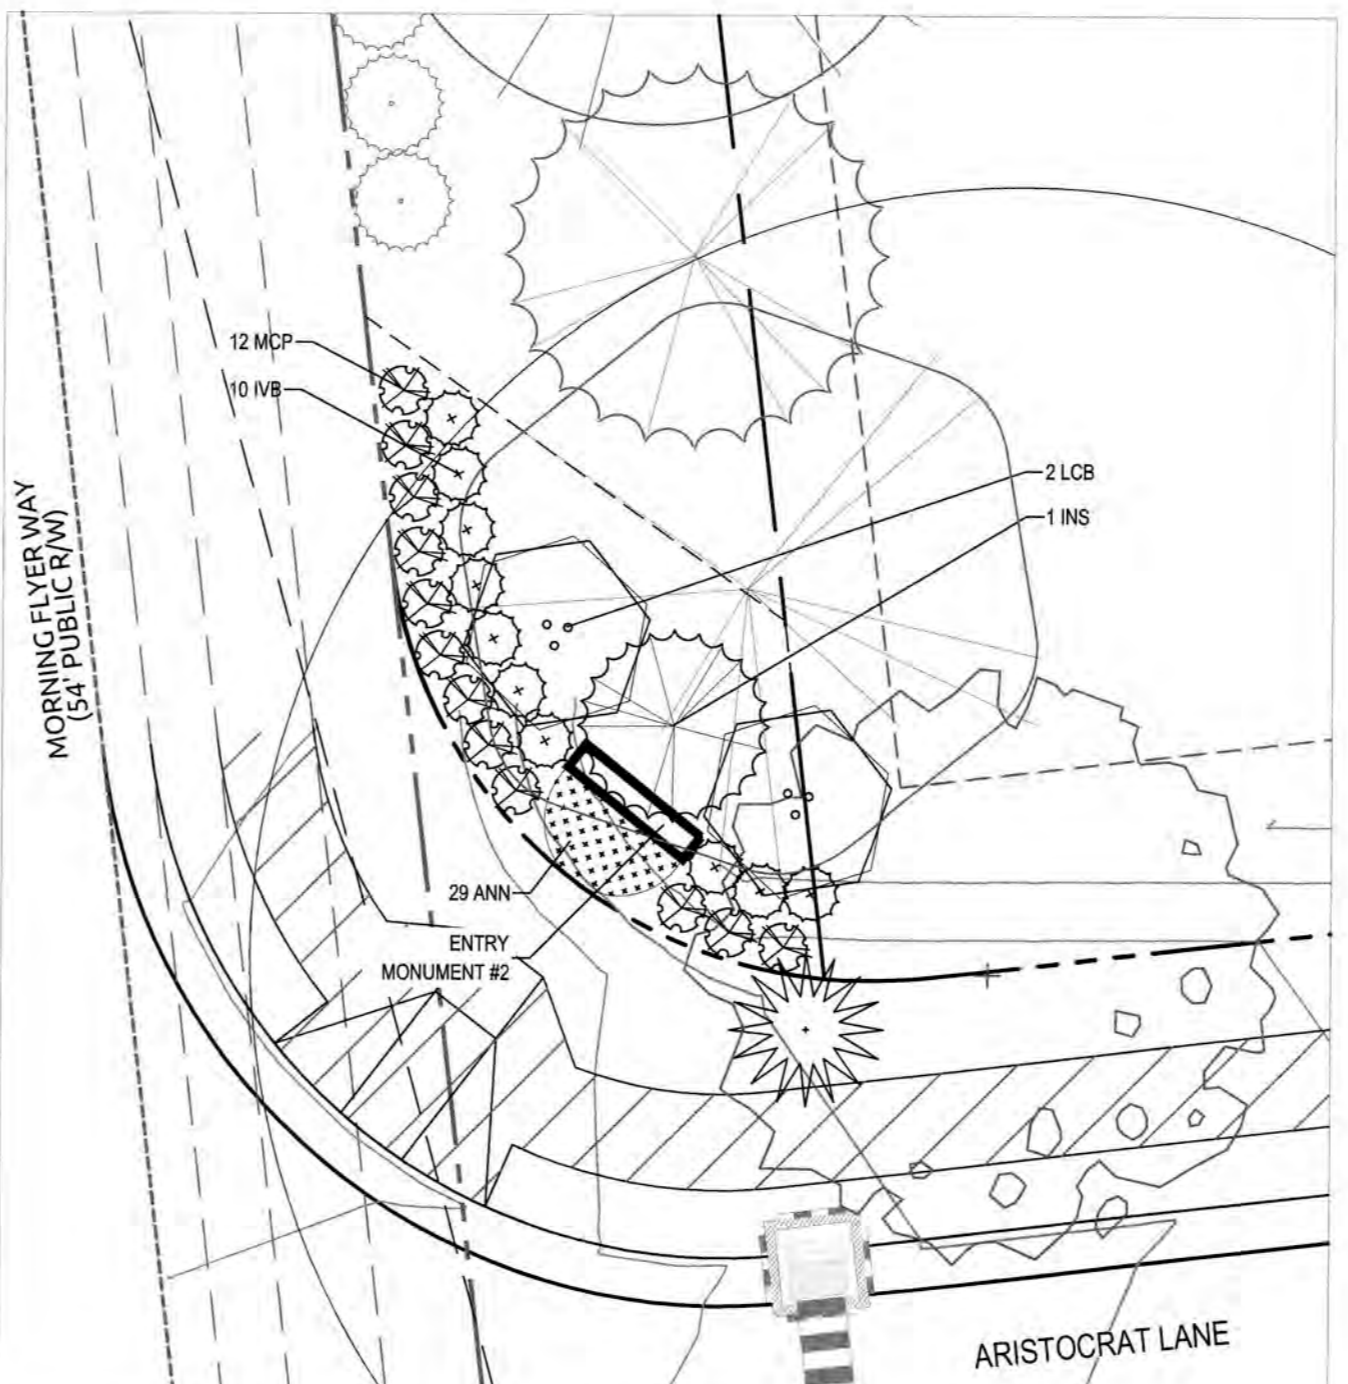 12 MCP
10 IVB
2 LCB
1 INS
MORNING FLYER WAY
(54' PUBLIC R/W)
29 ANN
ENTRY
MONUMENT #2
ARISTOCRAT LANE